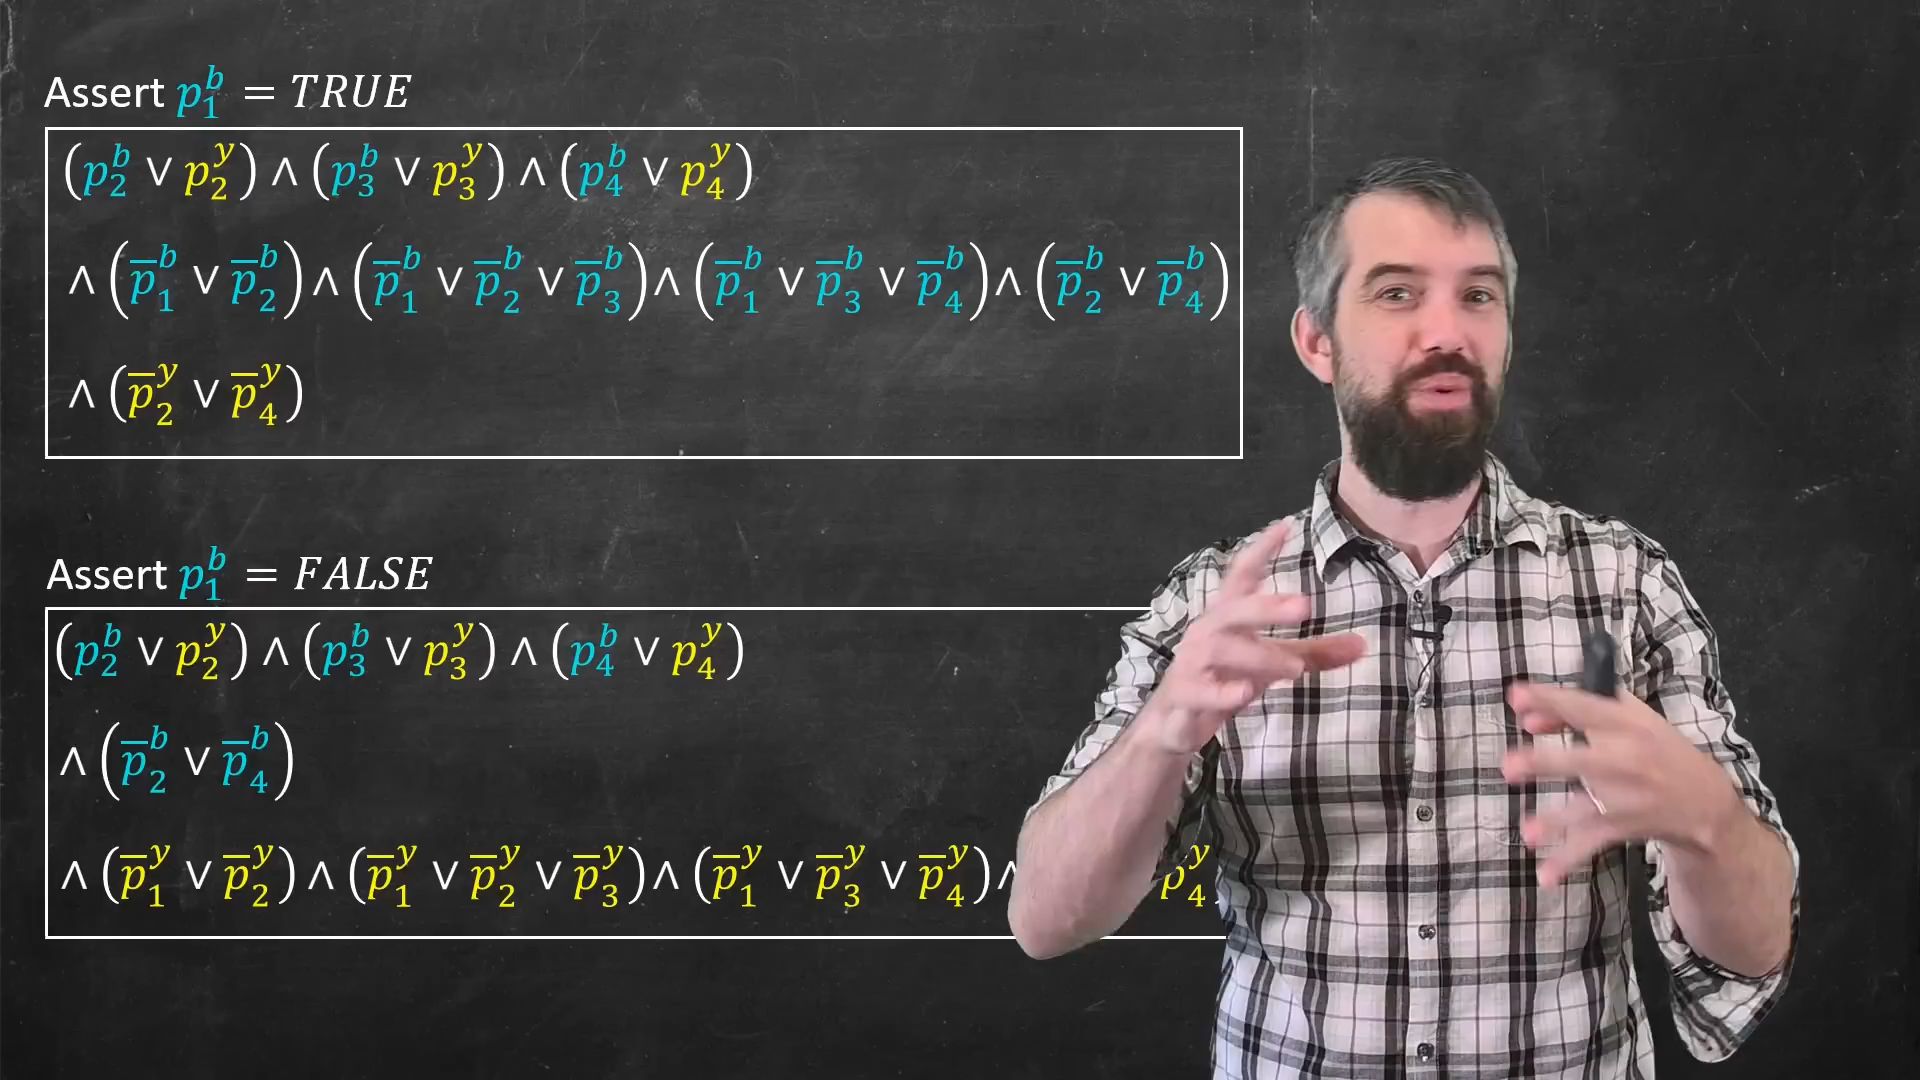 Assert p₁ᵇ = TRUE
(p₂ᵇ ∨ p₂ʸ) ∧ (p₃ᵇ ∨ p₃ʸ) ∧ (p₄ᵇ ∨ p₄ʸ)
∧ (p̅₁ᵇ ∨ p̅₂ᵇ) ∧ (p̅₁ᵇ ∨ p̅₂ᵇ ∨ p̅₃ᵇ) ∧ (p̅₁ᵇ ∨ p̅₃ᵇ ∨ p̅₄ᵇ) ∧ (p̅₂ᵇ ∨ p̅₄ᵇ)
∧ (p̅₂ʸ ∨ p̅₄ʸ)
Assert p₁ᵇ = FALSE
(p₂ᵇ ∨ p₂ʸ) ∧ (p₃ᵇ ∨ p₃ʸ) ∧ (p₄ᵇ ∨ p₄ʸ)
∧ (p̅₂ᵇ ∨ p̅₄ᵇ)
∧ (p̅₁ʸ ∨ p̅₂ʸ) ∧ (p̅₁ʸ ∨ p̅₂ʸ ∨ p̅₃ʸ) ∧ (p̅₁ʸ ∨ p̅₃ʸ ∨ p̅₄ʸ) ∧ p₄ʸ